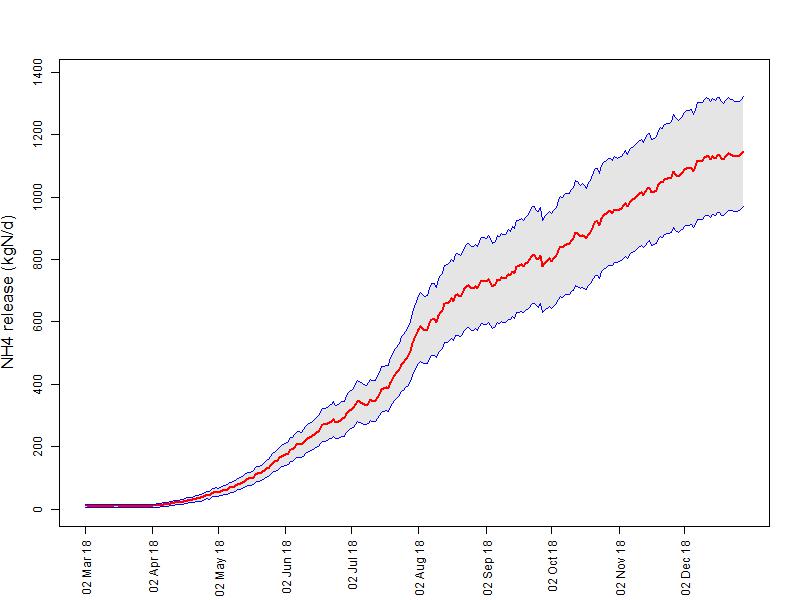 NH4 release (kgN/d)
1400
1200
1000
800
600
400
200
0
02 Mar 18
02 Apr 18
02 May 18
02 Jun 18
02 Jul 18
02 Aug 18
02 Sep 18
02 Oct 18
02 Nov 18
02 Dec 18